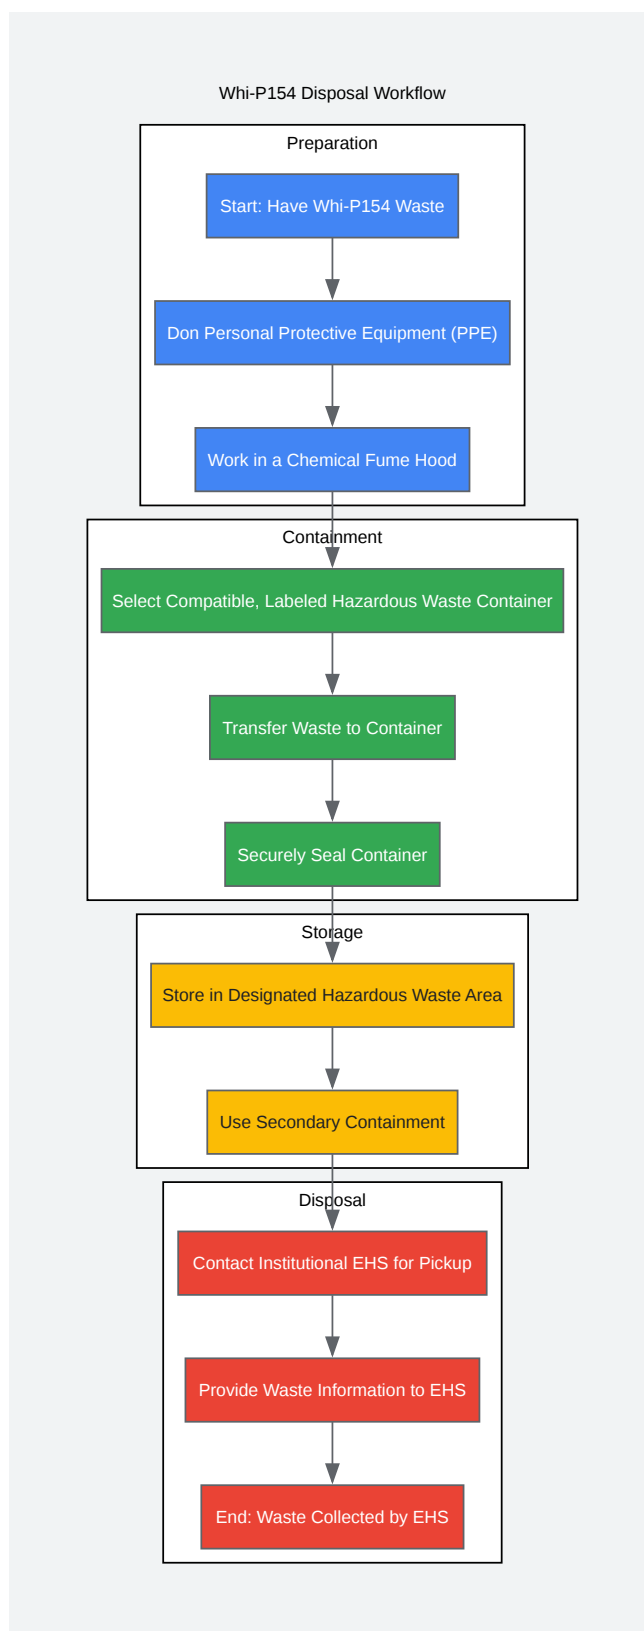 Whi-P154 Disposal Workflow
Preparation
Start: Have Whi-P154 Waste
Don Personal Protective Equipment (PPE)
Work in a Chemical Fume Hood
Containment
Select Compatible, Labeled Hazardous Waste Container
Transfer Waste to Container
Securely Seal Container
Storage
Store in Designated Hazardous Waste Area
Use Secondary Containment
Disposal
Contact Institutional EHS for Pickup
Provide Waste Information to EHS
End: Waste Collected by EHS